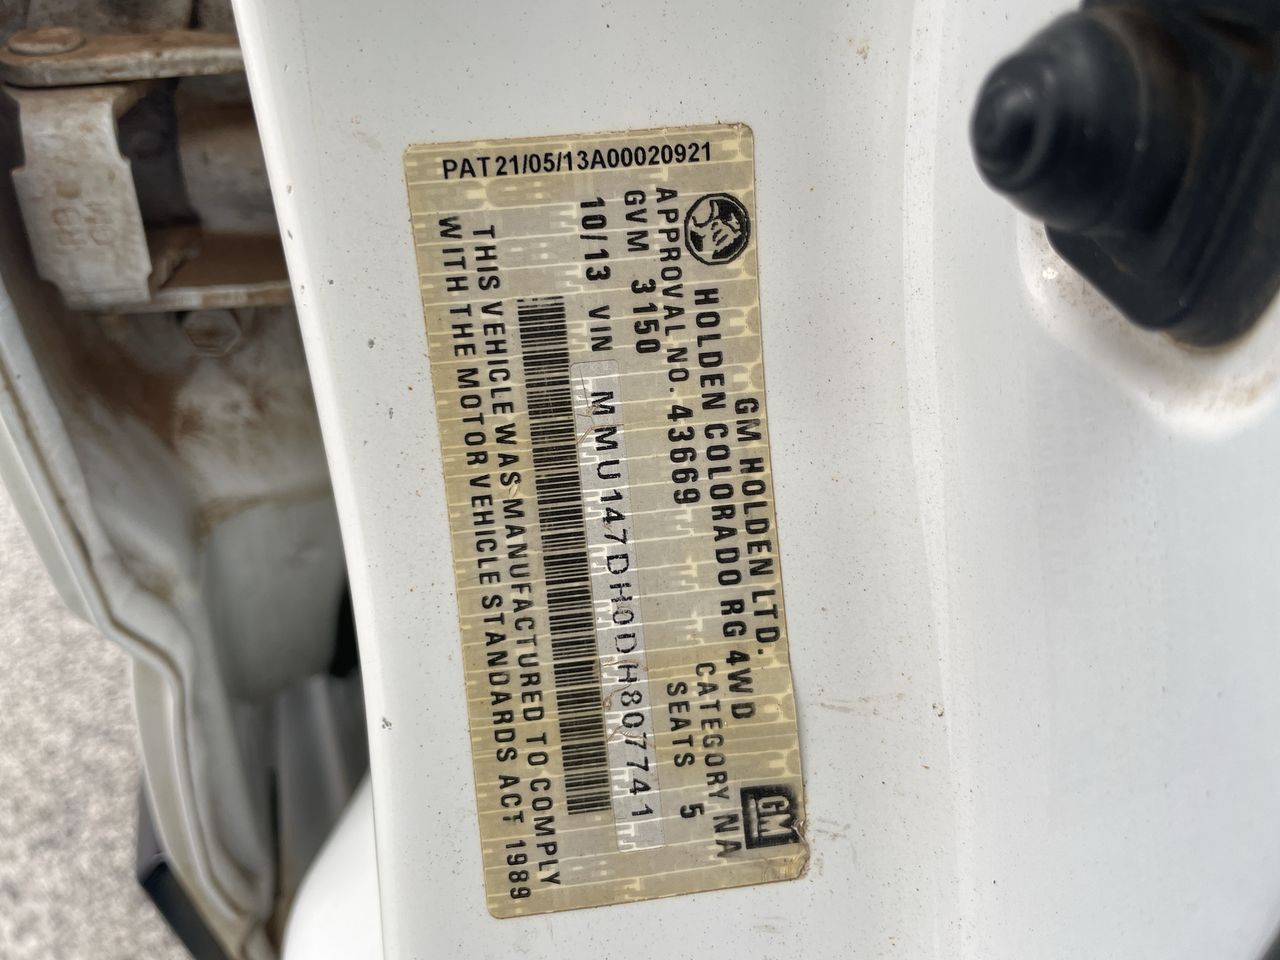 PAT21/05/13A00020921
GM HOLDEN LTD.
HOLDEN COLORADO RG 4WD
APPROVAL NO. 43669 CATEGORY NA
GVM 3150 SEATS 5
10/13 VIN MMU147DH0DH807741
THIS VEHICLE WAS MANUFACTURED TO COMPLY
WITH THE MOTOR VEHICLE STANDARDS ACT 1989
GM